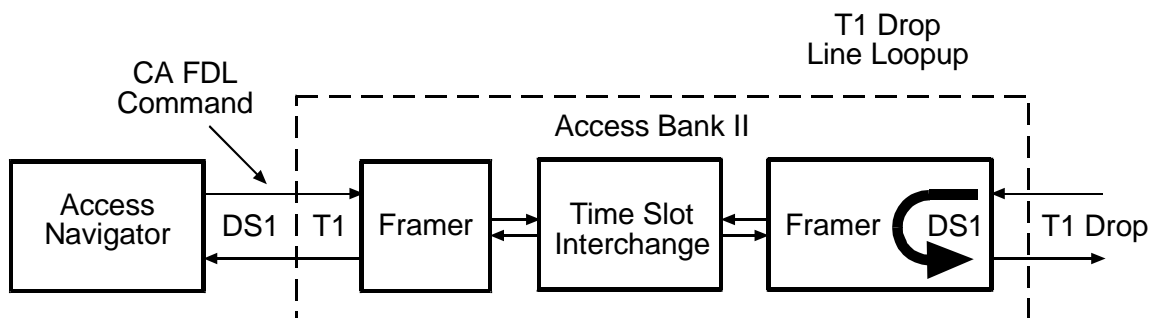 T1 Drop
Line Loopup
CA FDL
Command
Access Bank II
Access
Navigator
DS1
T1
Framer
Time Slot
Interchange
Framer
DS1
T1 Drop